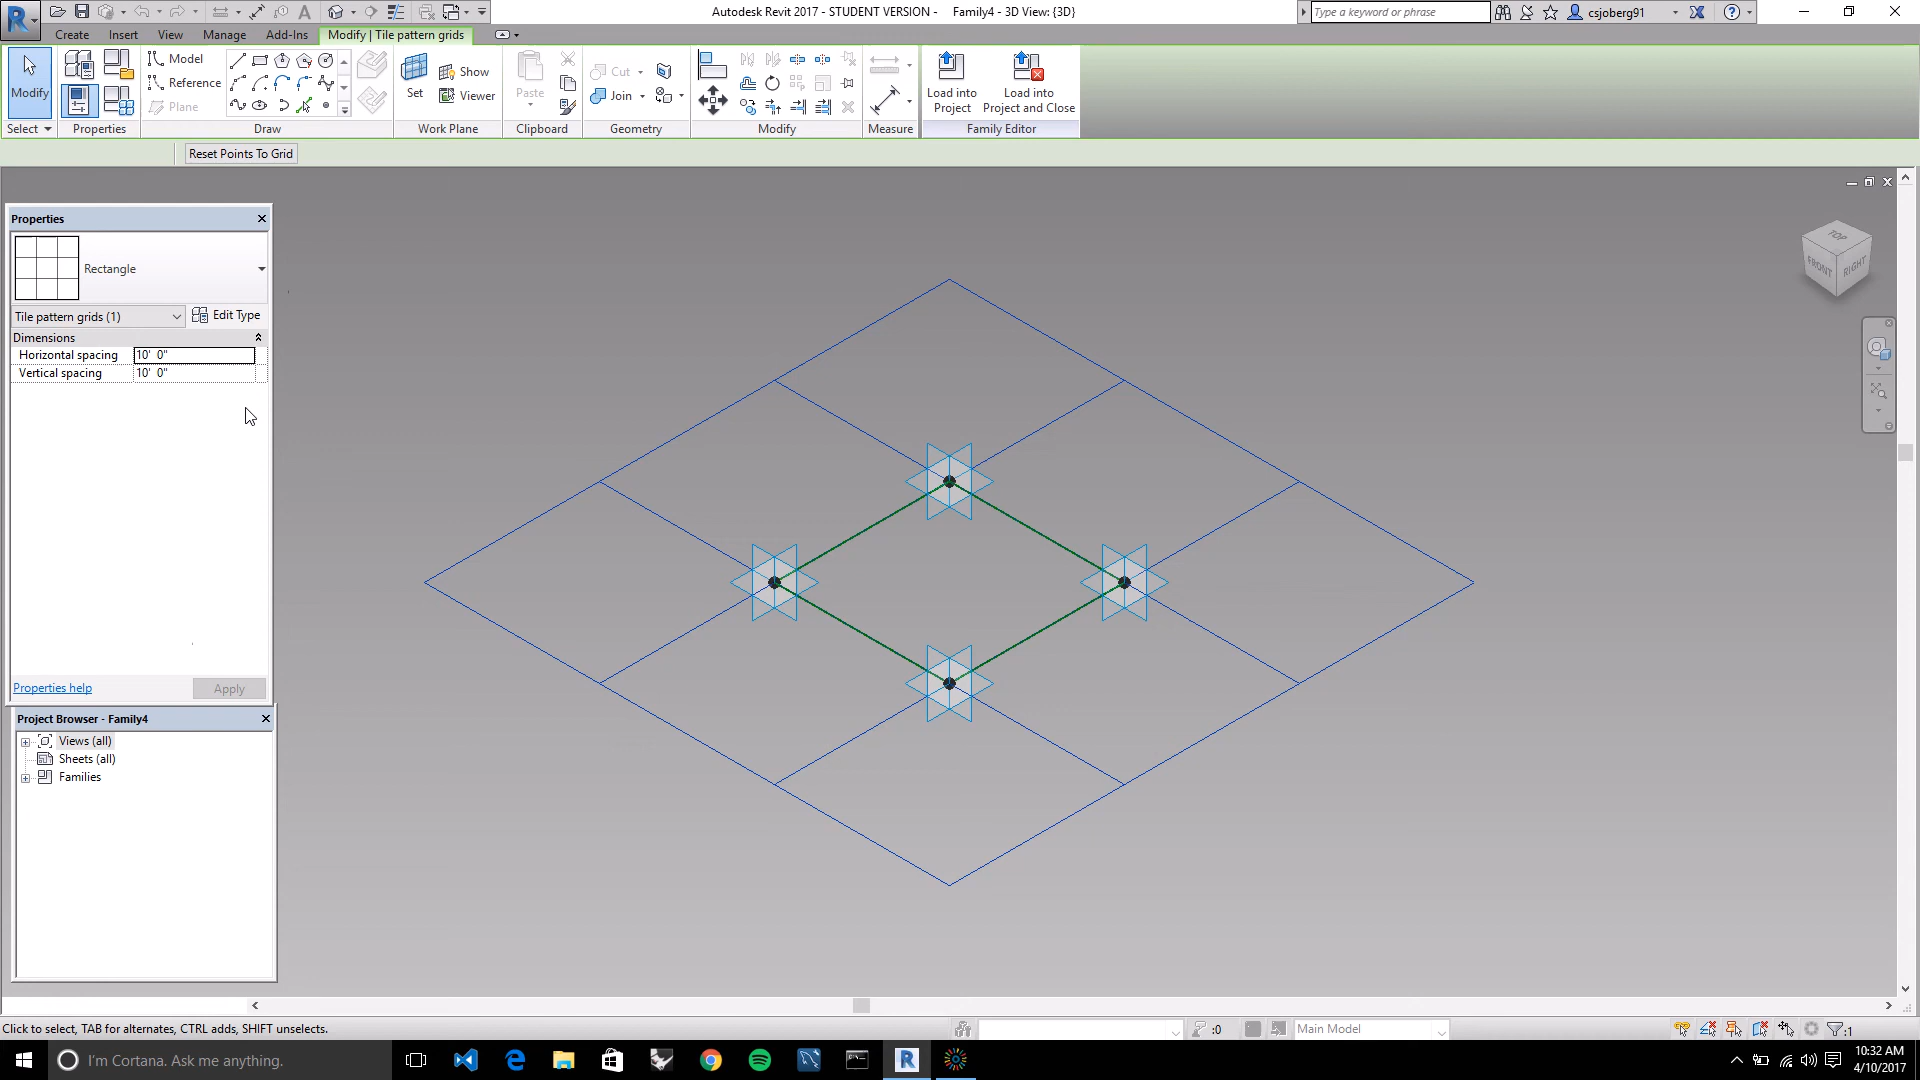 Autodesk Revit 2017 - STUDENT VERSION - Family4 - 3D View: {3D}
Type a keyword or phrase
csjoberg91
Create Insert View Manage Add-Ins Modify | Tile pattern grids
Modify
Select
Properties
Model
Reference
Plane
Draw
Set
Show
Viewer
Work Plane
Paste
Clipboard
Cut
Join
Geometry
Modify
Measure
Load into
Project
Load into
Project and Close
Family Editor
Reset Points To Grid
Properties
Rectangle
Tile pattern grids (1)
Edit Type
Dimensions
Horizontal spacing 10' 0"
Vertical spacing 10' 0"
Properties help
Apply
Project Browser - Family4
Views (all)
Sheets (all)
Families
TOP
FRONT
RIGHT
Click to select, TAB for alternates, CTRL adds, SHIFT unselects.
:0
Main Model
:1
I'm Cortana. Ask me anything.
10:32 AM
4/10/2017